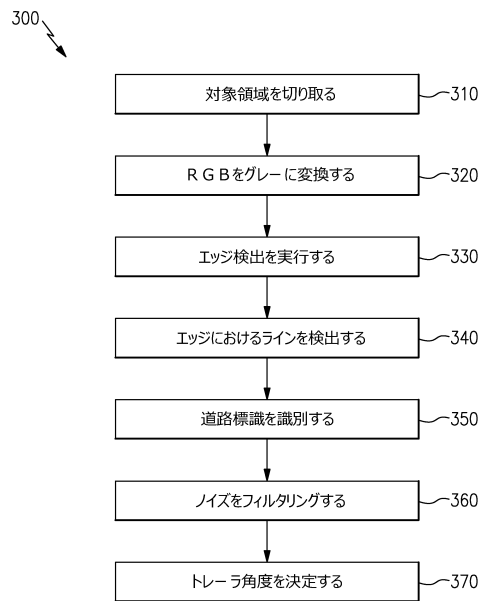 300
対象領域を切り取る 310
RGBをグレーに変換する 320
エッジ検出を実行する 330
エッジにおけるラインを検出する 340
道路標識を識別する 350
ノイズをフィルタリングする 360
トレーラ角度を決定する 370